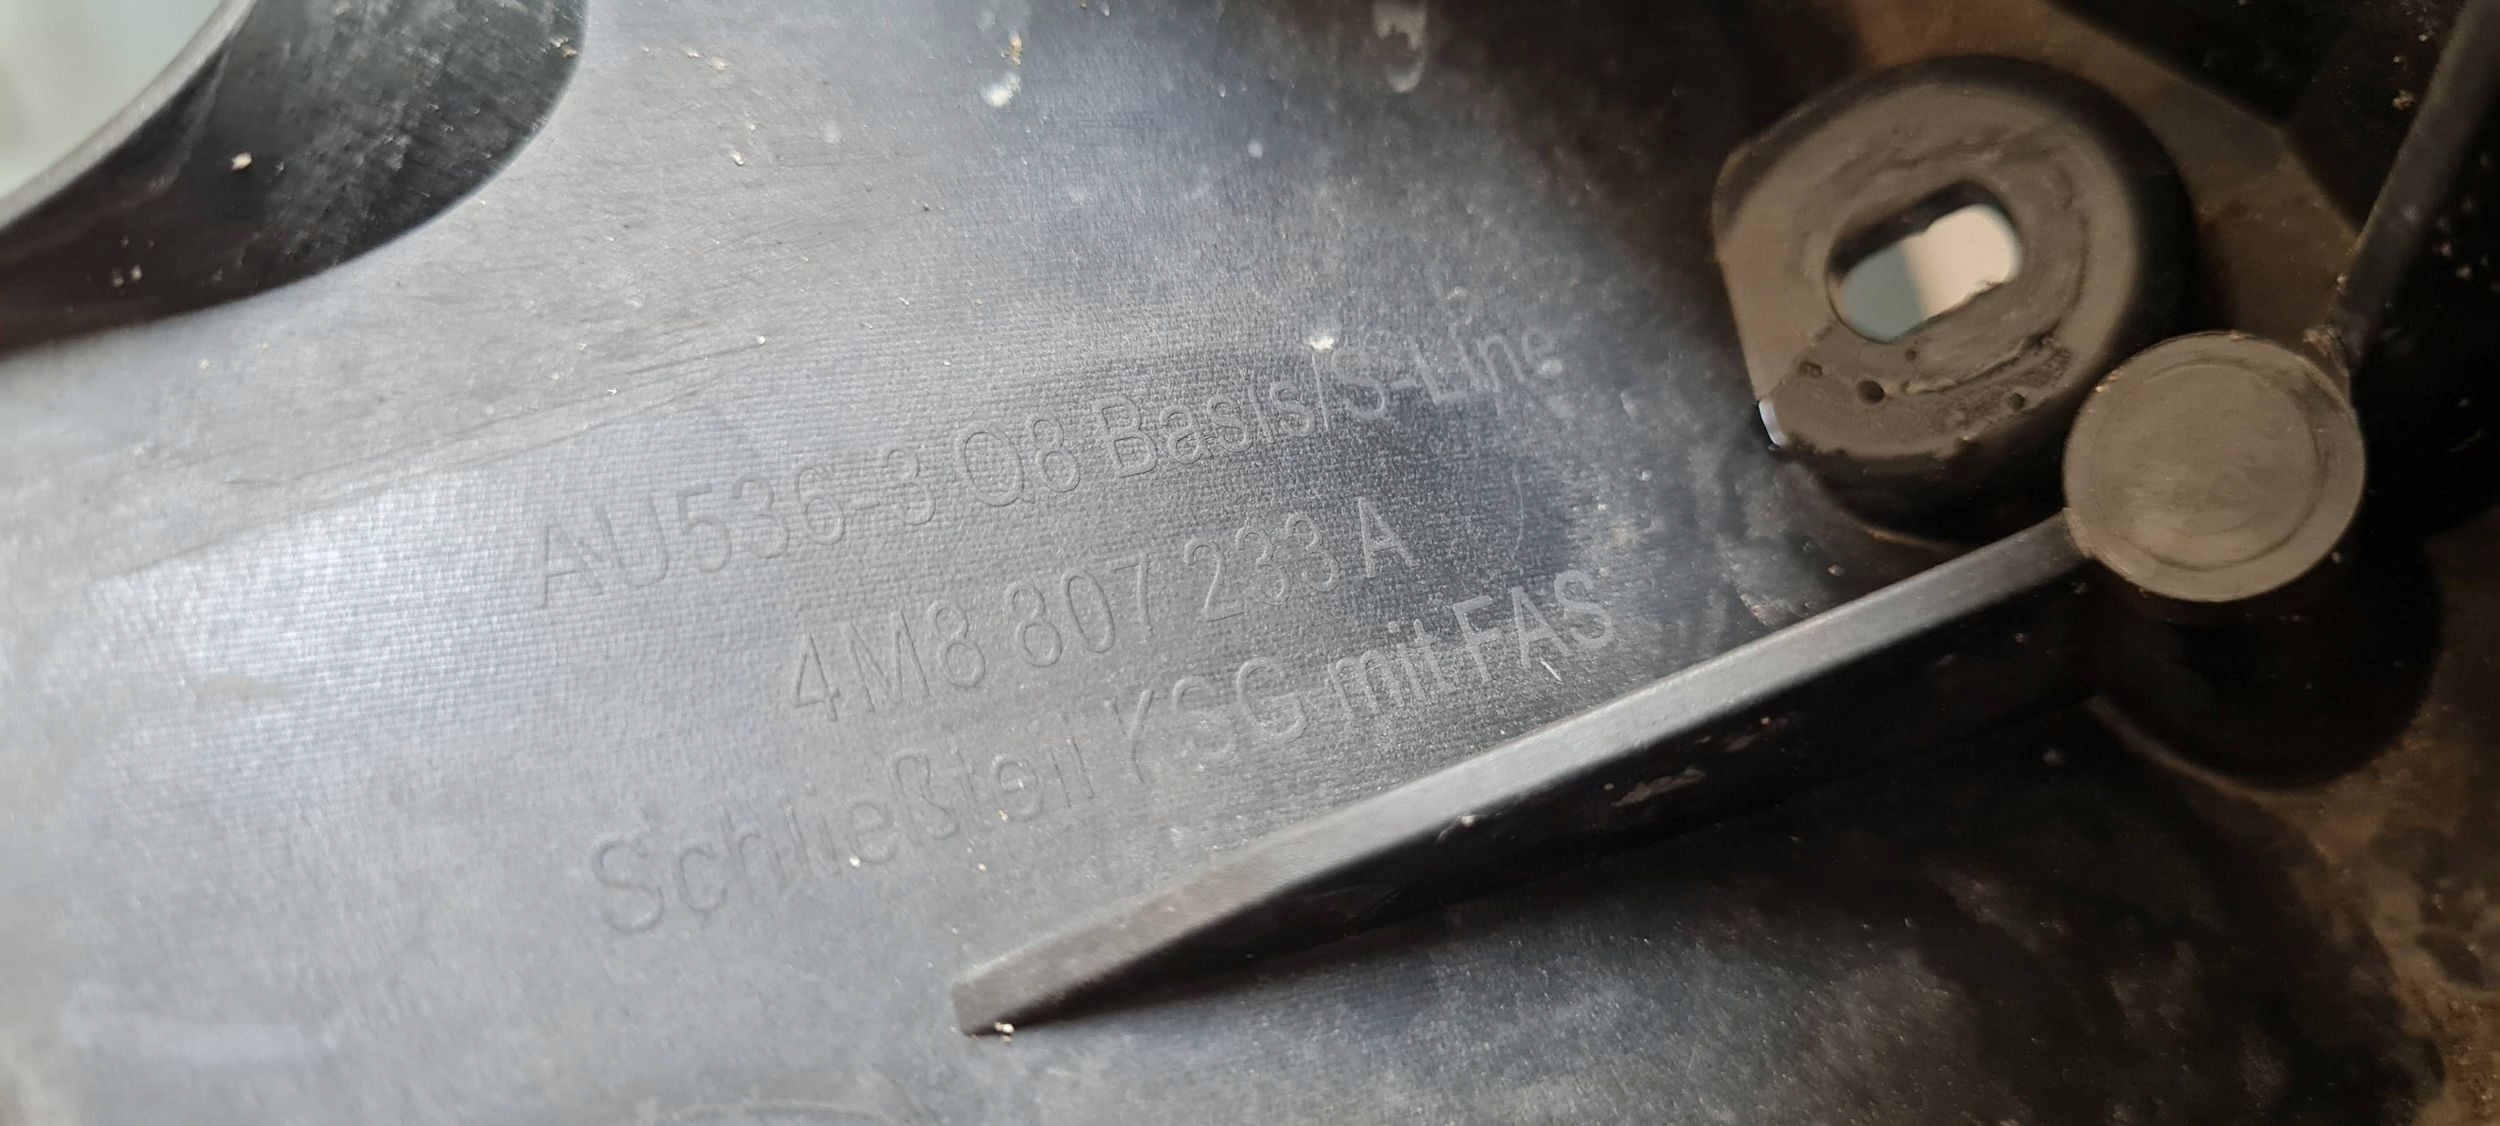 AU536-3 Q8 Basis/S-Line
4M8 807 233 A
Schließteil KSG mit FAS